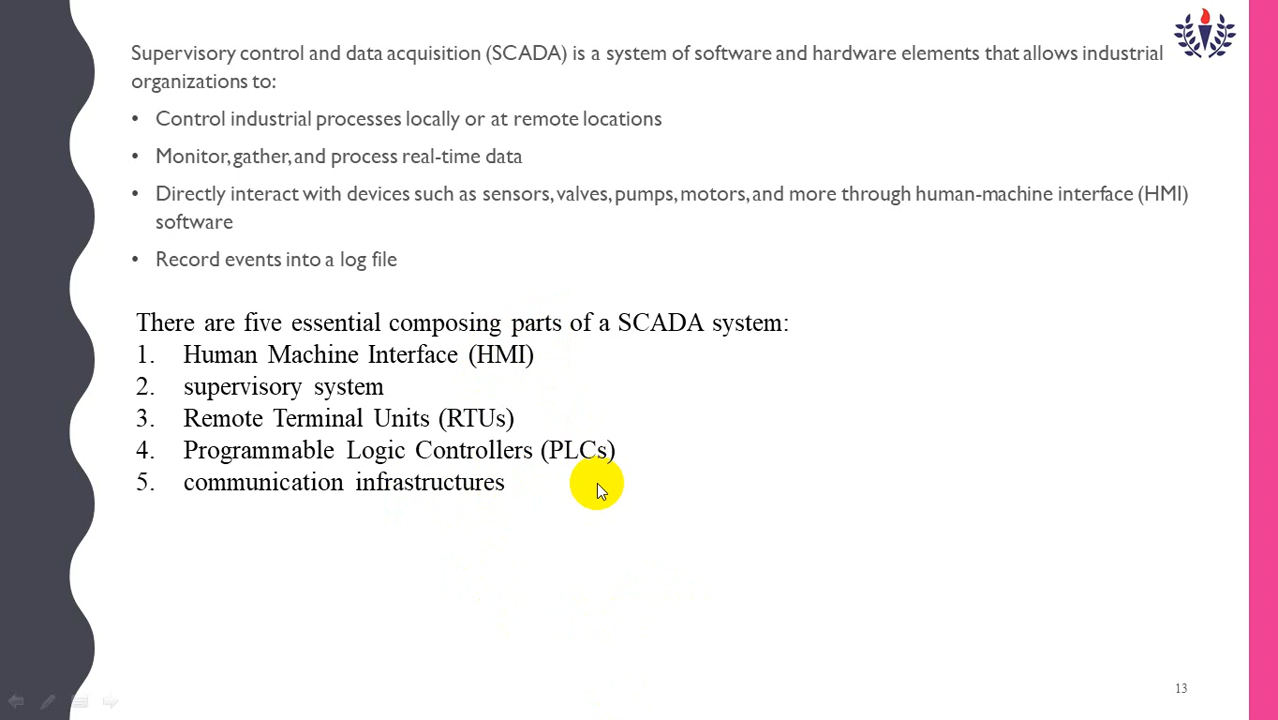 Supervisory control and data acquisition (SCADA) is a system of software and hardware elements that allows industrial
organizations to:
• Control industrial processes locally or at remote locations
• Monitor, gather, and process real-time data
• Directly interact with devices such as sensors, valves, pumps, motors, and more through human-machine interface (HMI)
software
• Record events into a log file
There are five essential composing parts of a SCADA system:
1. Human Machine Interface (HMI)
2. supervisory system
3. Remote Terminal Units (RTUs)
4. Programmable Logic Controllers (PLCs)
5. communication infrastructures
13